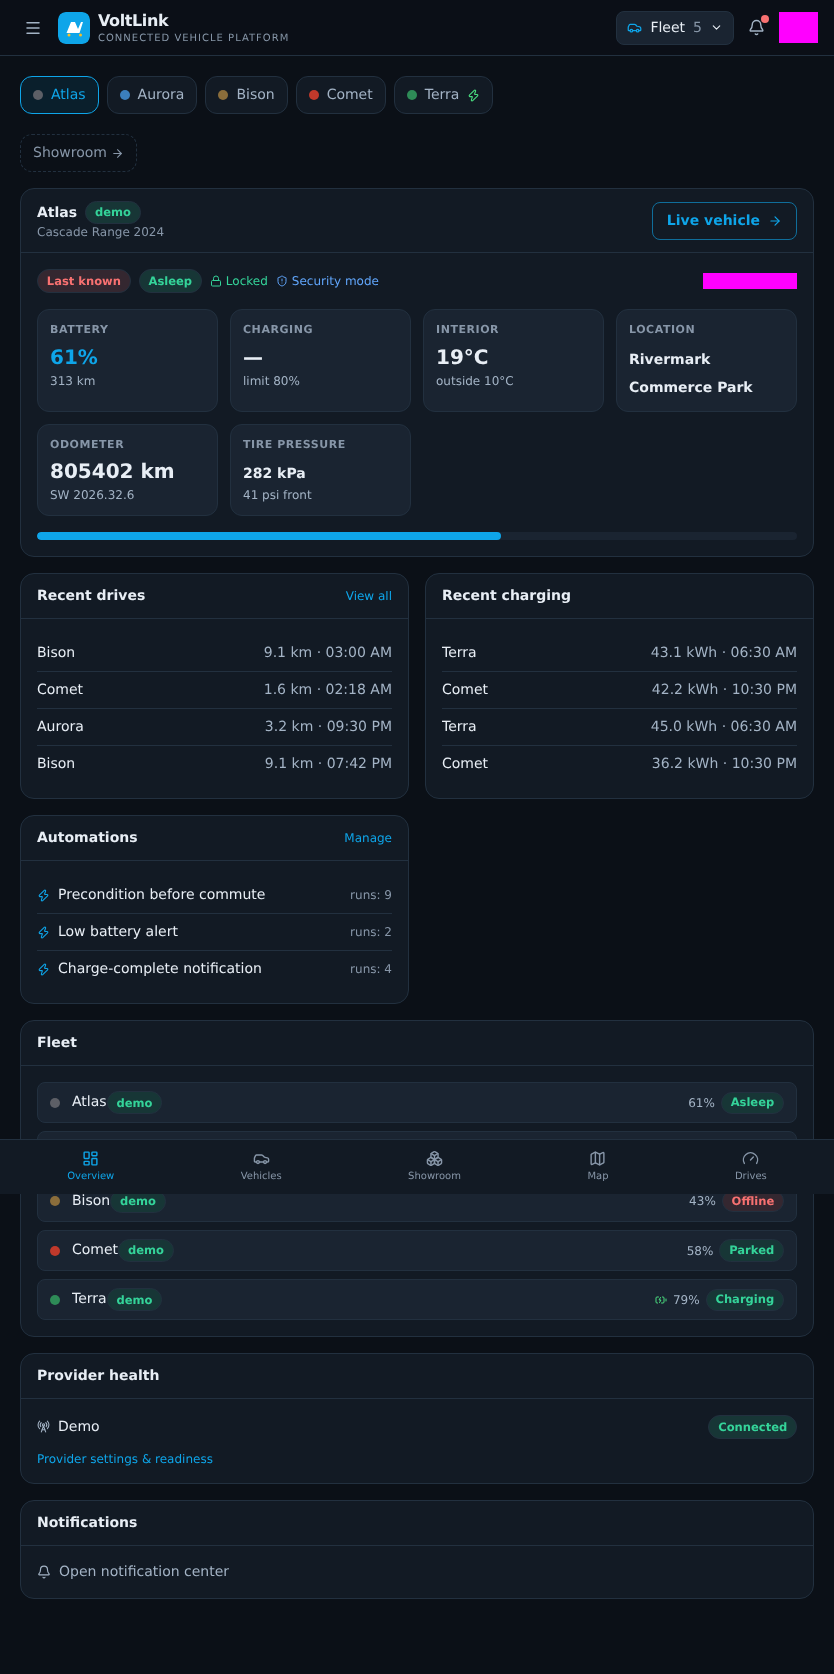 VoltLink
CONNECTED VEHICLE PLATFORM
Fleet 5
Atlas
Aurora
Bison
Comet
Terra
Showroom →
Atlas demo
Cascade Range 2024
Live vehicle →
Last known
Asleep
Locked
Security mode
BATTERY
61%
313 km
CHARGING
—
limit 80%
INTERIOR
19°C
outside 10°C
LOCATION
Rivermark
Commerce Park
ODOMETER
805402 km
SW 2026.32.6
TIRE PRESSURE
282 kPa
41 psi front
Recent drives
View all
Bison 9.1 km · 03:00 AM
Comet 1.6 km · 02:18 AM
Aurora 3.2 km · 09:30 PM
Bison 9.1 km · 07:42 PM
Recent charging
Terra 43.1 kWh · 06:30 AM
Comet 42.2 kWh · 10:30 PM
Terra 45.0 kWh · 06:30 AM
Comet 36.2 kWh · 10:30 PM
Automations
Manage
Precondition before commute runs: 9
Low battery alert runs: 2
Charge-complete notification runs: 4
Fleet
Atlas demo 61% Asleep
Overview
Vehicles
Showroom
Map
Drives
Bison demo 43% Offline
Comet demo 58% Parked
Terra demo 79% Charging
Provider health
Demo Connected
Provider settings & readiness
Notifications
Open notification center